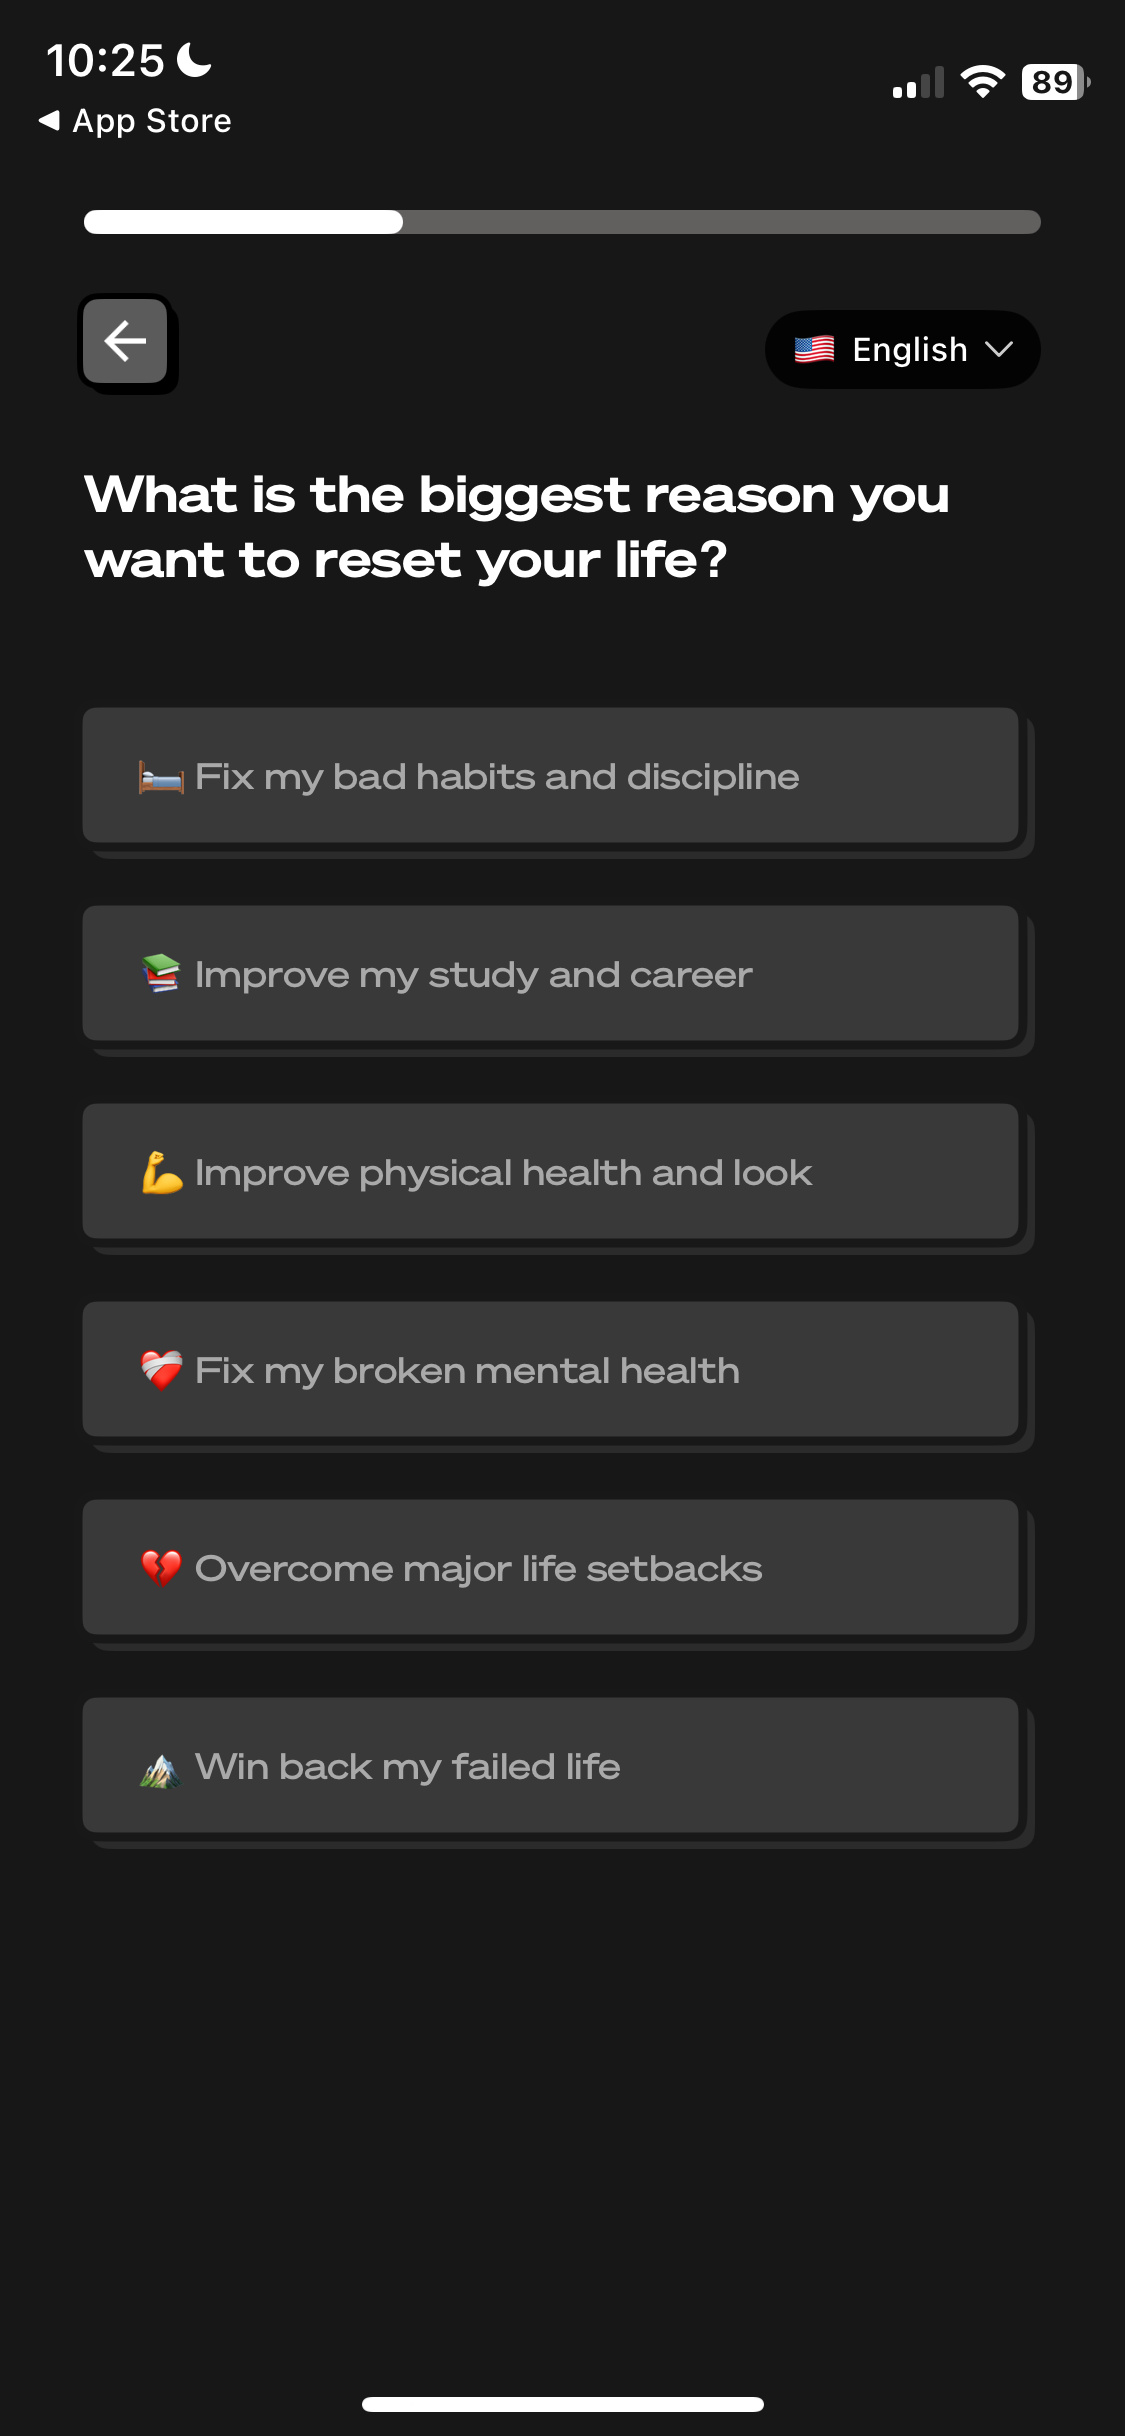 10:25
App Store
89
English
What is the biggest reason you
want to reset your life?
Fix my bad habits and discipline
Improve my study and career
Improve physical health and look
Fix my broken mental health
Overcome major life setbacks
Win back my failed life